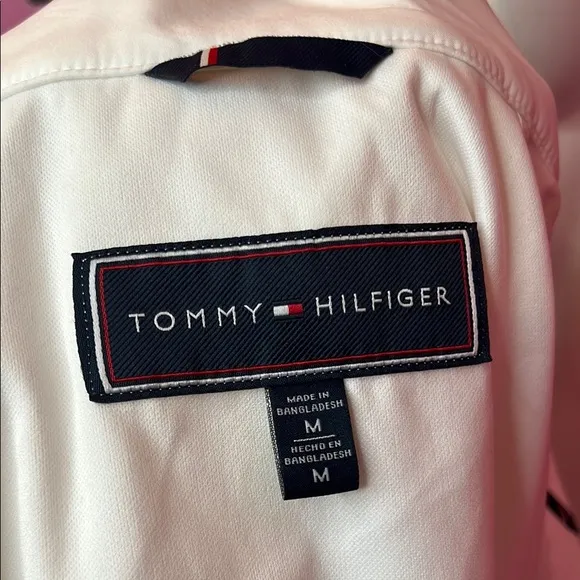 TOMMY HILFIGER
MADE IN
BANGLADESH
M
HECHO EN
BANGLADESH
M